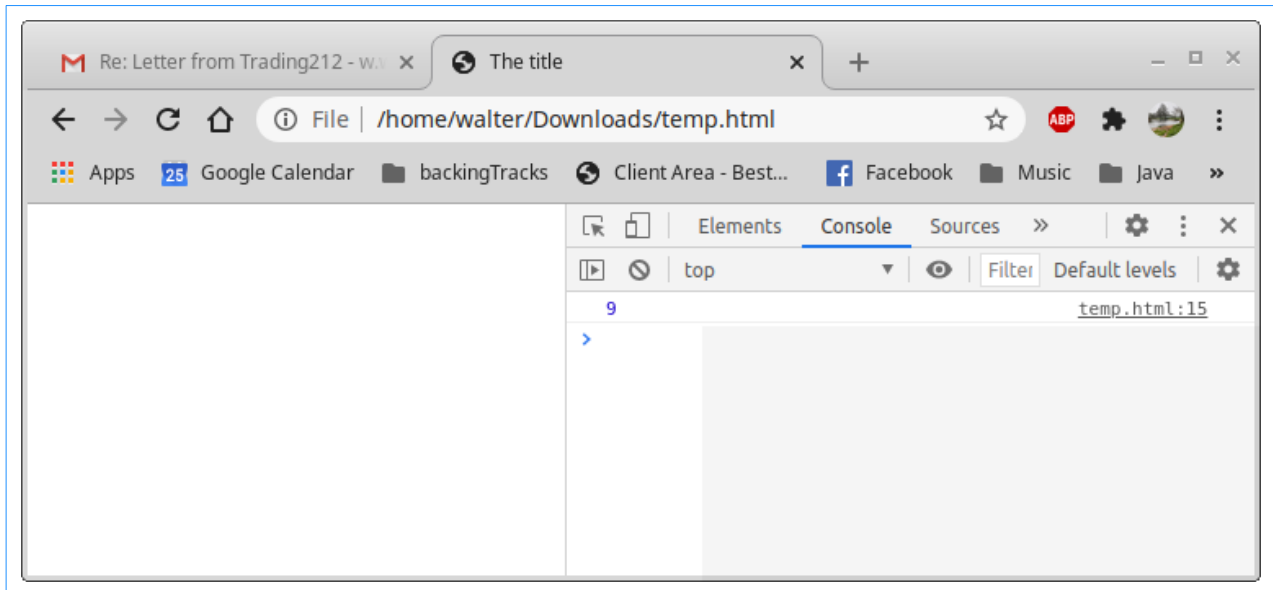 Re: Letter from Trading212 - w. The title
File /home/walter/Downloads/temp.html ABP
Apps 25 Google Calendar backingTracks Client Area - Best... Facebook Music Java »
Elements Console Sources »
top Filter Default levels
9 temp.html:15
>